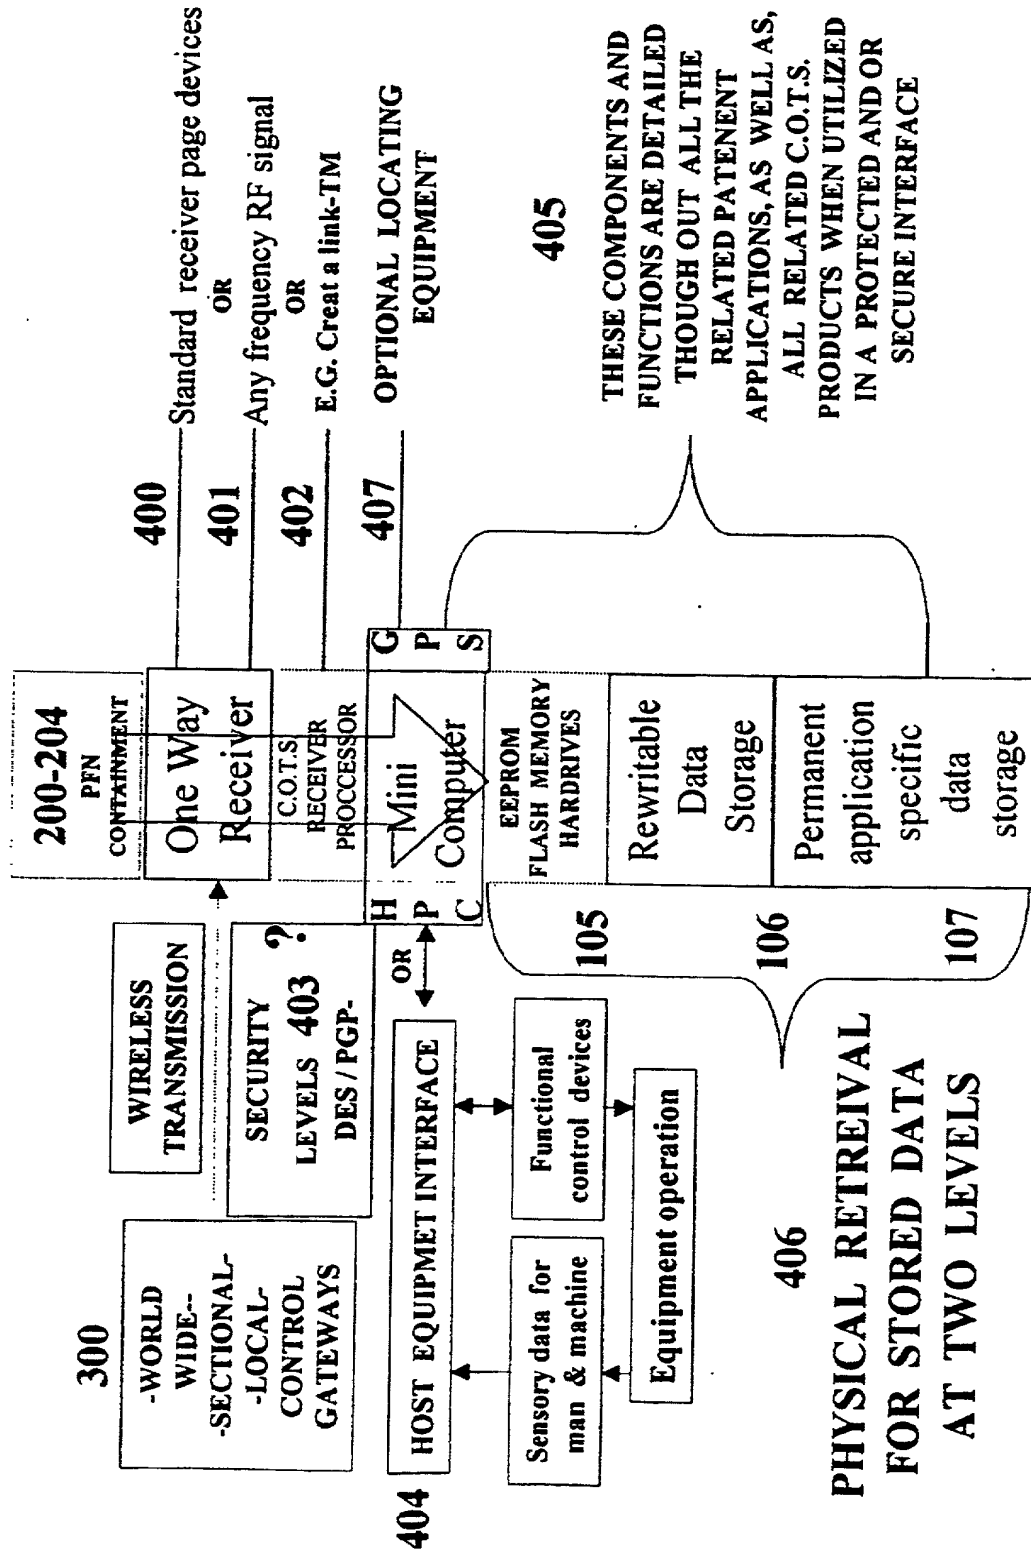 300
-WORLD
WIDE--
-SECTIONAL-
-LOCAL-
CONTROL
GATEWAYS
WIRELESS
TRANSMISSION
SECURITY
LEVELS 403 ?
DES / PGP-
200-204
PFN
CONTAINMENT
One Way
Receiver
C.O.T.S.
RECEIVER
PROCCESSOR
Mini
Computer
H
P
C
G
P
S
400
Standard receiver page devices
OR
401
Any frequency RF signal
OR
402
E.G. Creat a link-TM
407
OPTIONAL LOCATING
EQUIPMENT
404
HOST EQUIPMET INTERFACE
OR
Sensory data for
man & machine
Functional
control devices
Equipment operation
EEPROM
FLASH MEMORY
HARDRIVES
Rewritable
Data
Storage
Permanent
application
specific
data
storage
105
106
107
405
THESE COMPONENTS AND
FUNCTIONS ARE DETAILED
THOUGH OUT ALL THE
RELATED PATENENT
APPLICATIONS, AS WELL AS,
ALL RELATED C.O.T.S.
PRODUCTS WHEN UTILIZED
IN A PROTECTED AND OR
SECURE INTERFACE
406
PHYSICAL RETREIVAL
FOR STORED DATA
AT TWO LEVELS